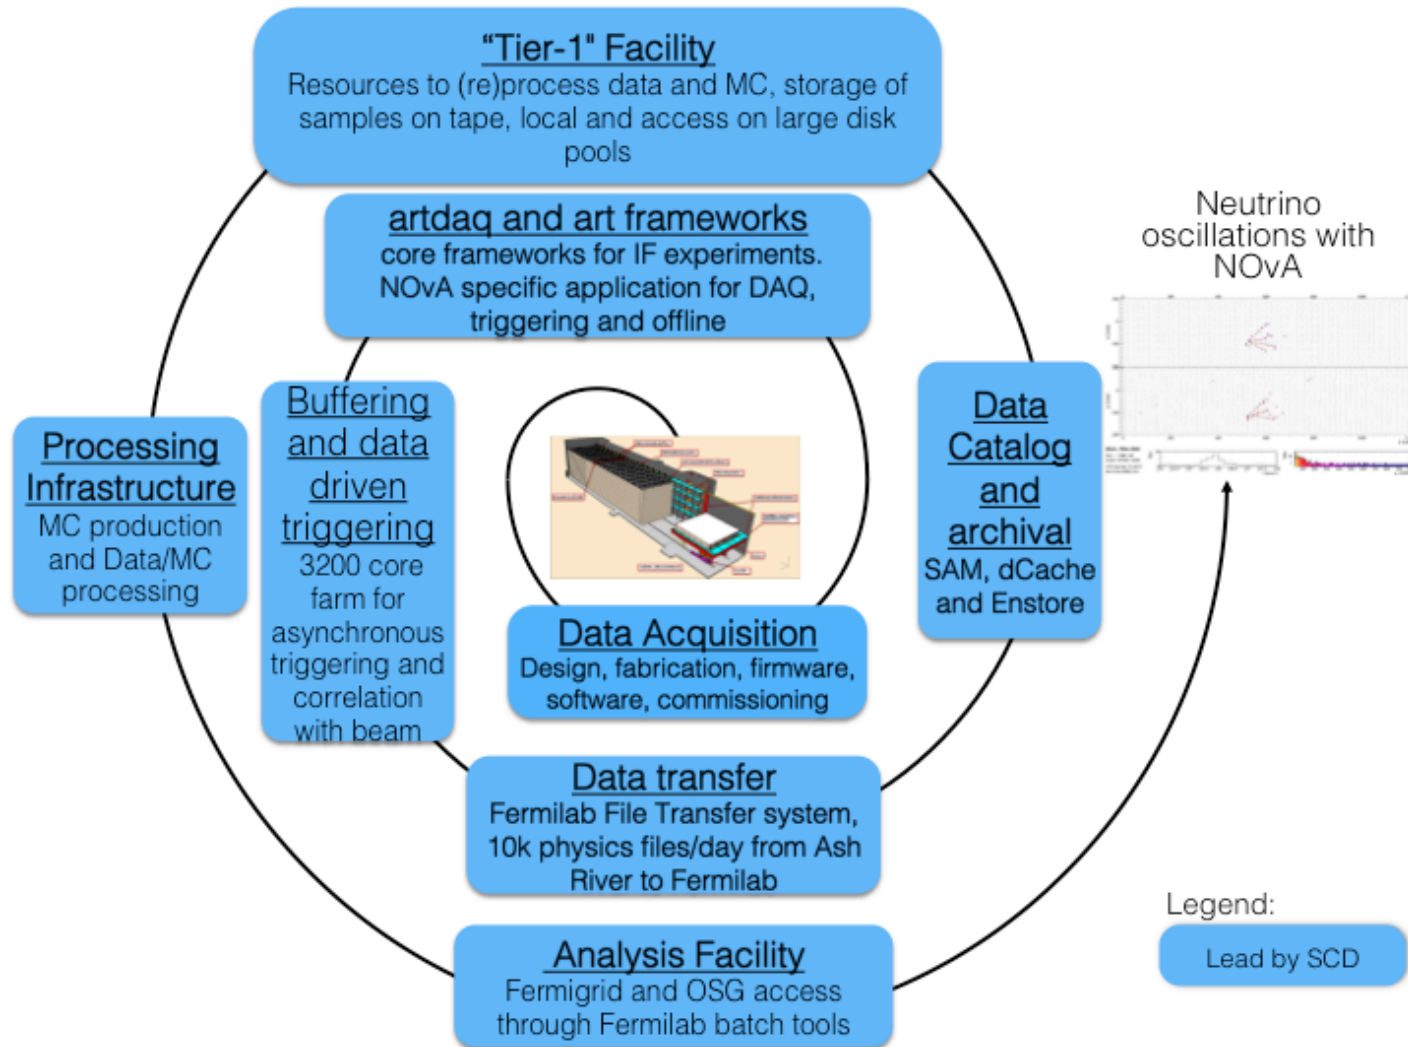 “Tier-1" Facility
Resources to (re)process data and MC, storage of
samples on tape, local and access on large disk
pools
artdaq and art frameworks
core frameworks for IF experiments.
NOvA specific application for DAQ,
triggering and offline
Neutrino
oscillations with
NOvA
Buffering
and data
driven
triggering
3200 core
farm for
asynchronous
triggering and
correlation
with beam
Processing
Infrastructure
MC production
and Data/MC
processing
Data
Catalog
and
archival
SAM, dCache
and Enstore
Data Acquisition
Design, fabrication, firmware,
software, commissioning
Data transfer
Fermilab File Transfer system,
10k physics files/day from Ash
River to Fermilab
Analysis Facility
Fermigrid and OSG access
through Fermilab batch tools
Legend:
Lead by SCD